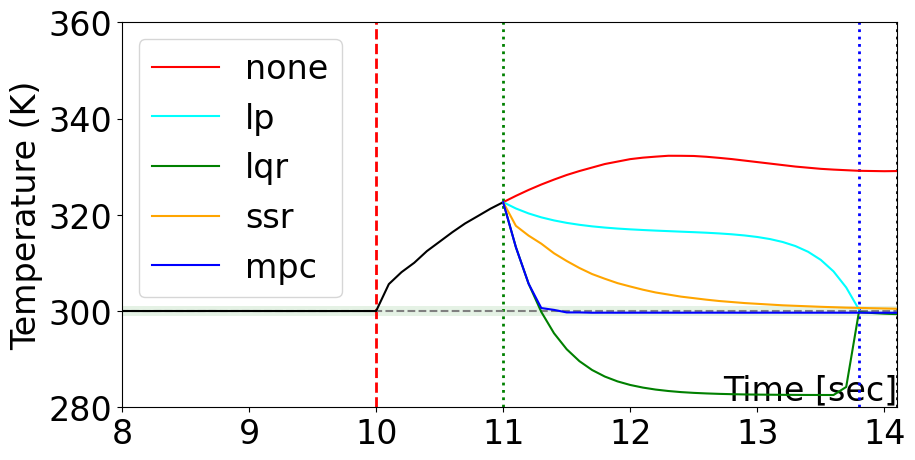 360
340
320
300
280
Temperature (K)
none
lp
lqr
ssr
mpc
Time [sec]
8
9
10
11
12
13
14